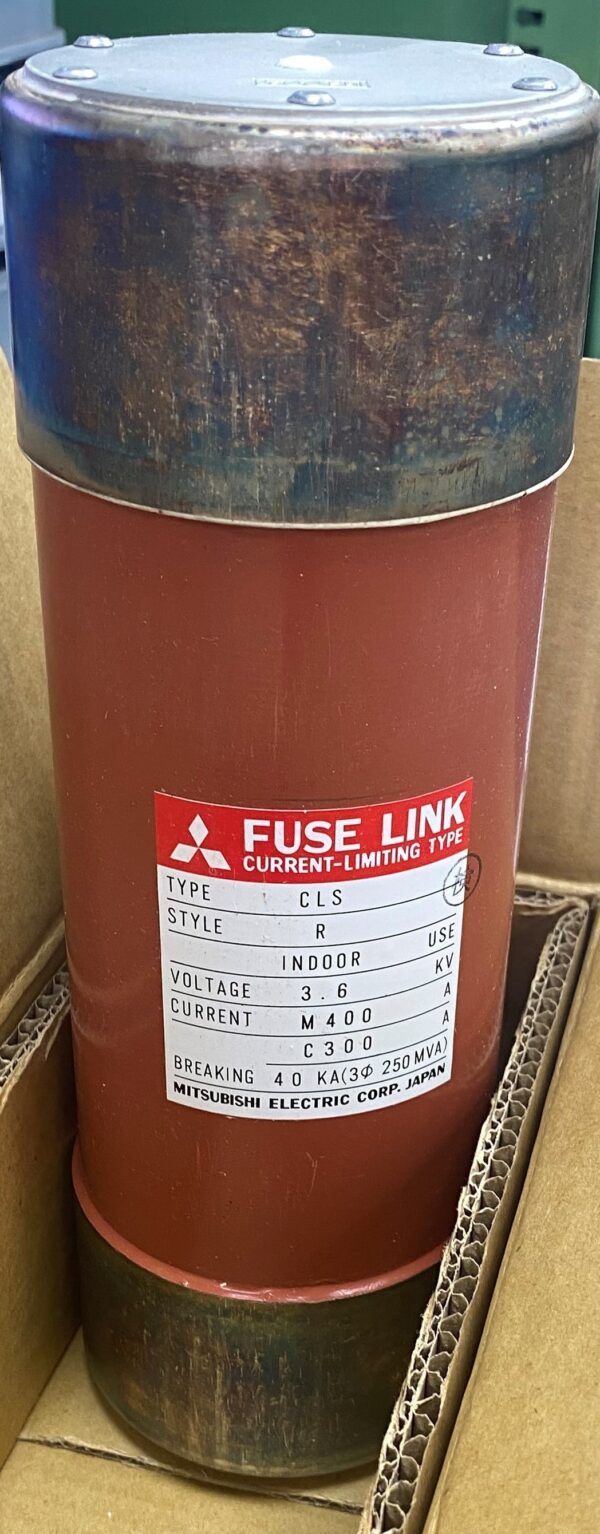 FUSE LINK
CURRENT-LIMITING TYPE
TYPE CLS
STYLE R
INDOOR USE
VOLTAGE 3.6 KV
CURRENT M400 A
C300 A
BREAKING 40 KA(3Φ 250MVA)
MITSUBISHI ELECTRIC CORP. JAPAN